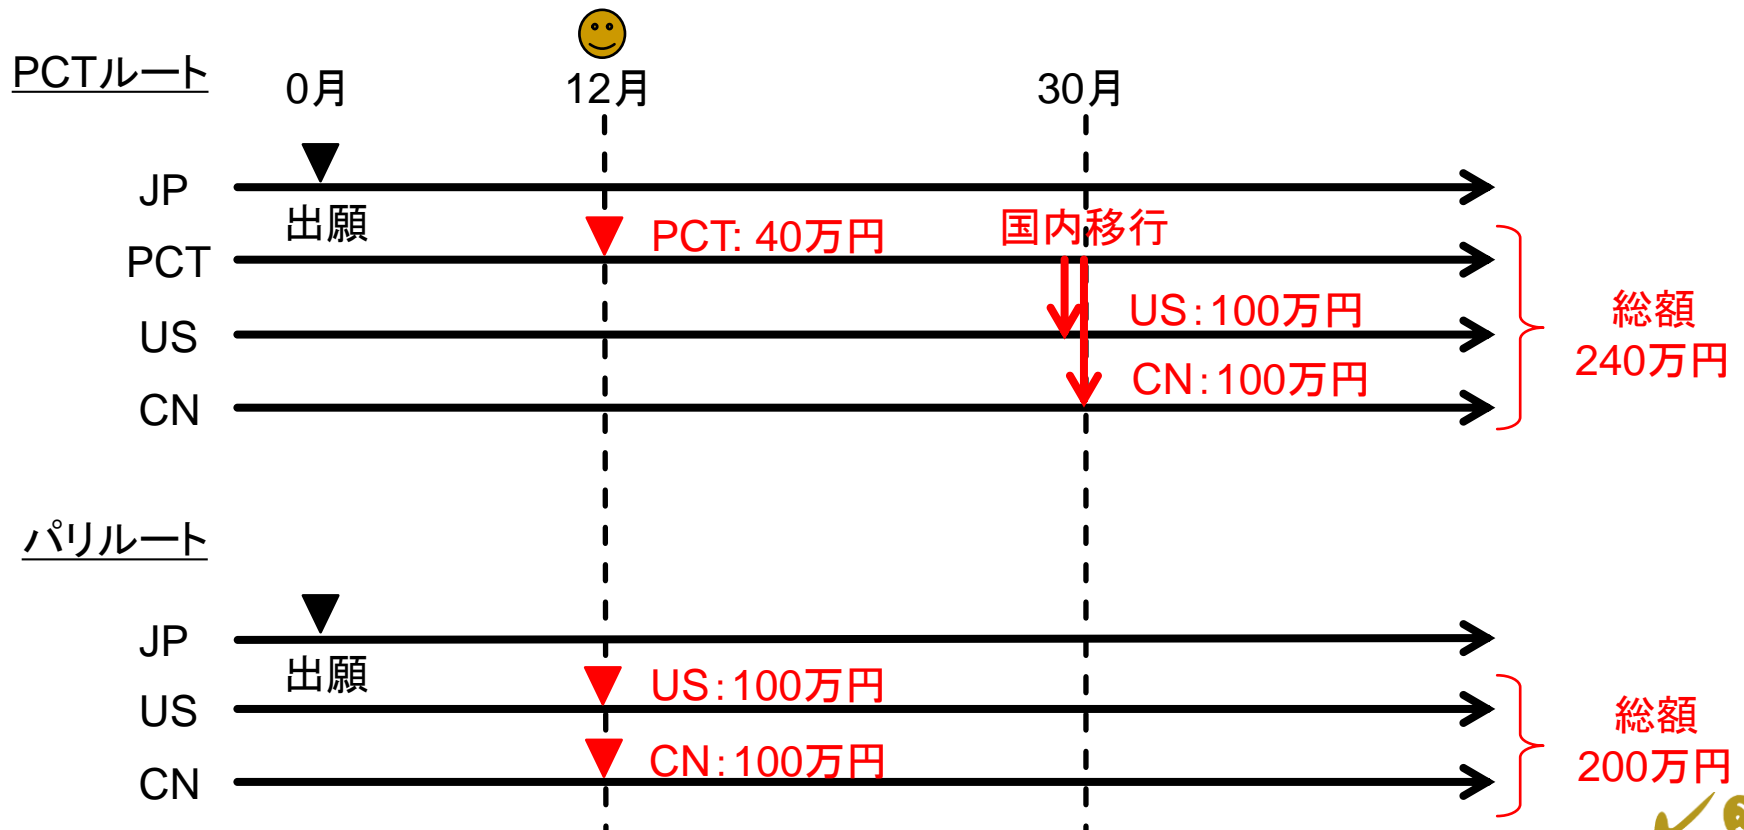 PCTルート
0月
12月
30月
JP
出願
PCT
PCT: 40万円
国内移行
US
US:100万円
CN
CN:100万円
総額
240万円
パリルート
JP
出願
US
US:100万円
CN
CN:100万円
総額
200万円